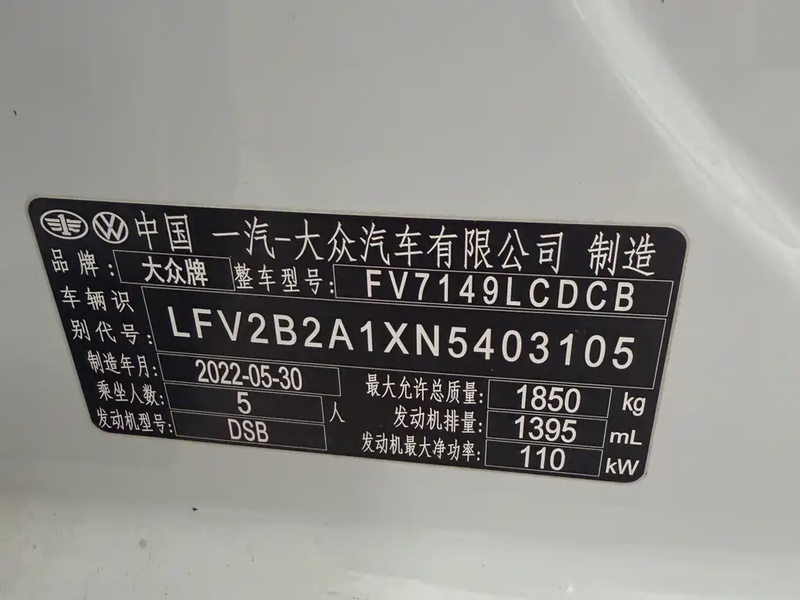 中国 一汽-大众汽车有限公司 制造
品牌: 大众牌 整车型号: FV7149LCDCB
车辆识别代号: LFV2B2A1XN5403105
制造年月: 2022-05-30 最大允许总质量: 1850 kg
乘坐人数: 5 人 发动机排量: 1395 mL
发动机型号: DSB 发动机最大净功率: 110 kW